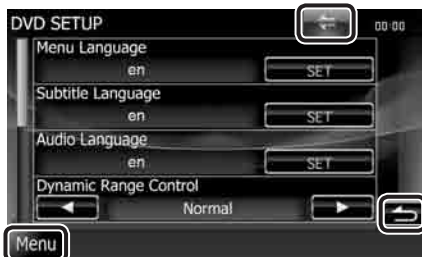 DVD SETUP 00:00
Menu Language
en SET
Subtitle Language
en SET
Audio Language
en SET
Dynamic Range Control
Normal
Menu